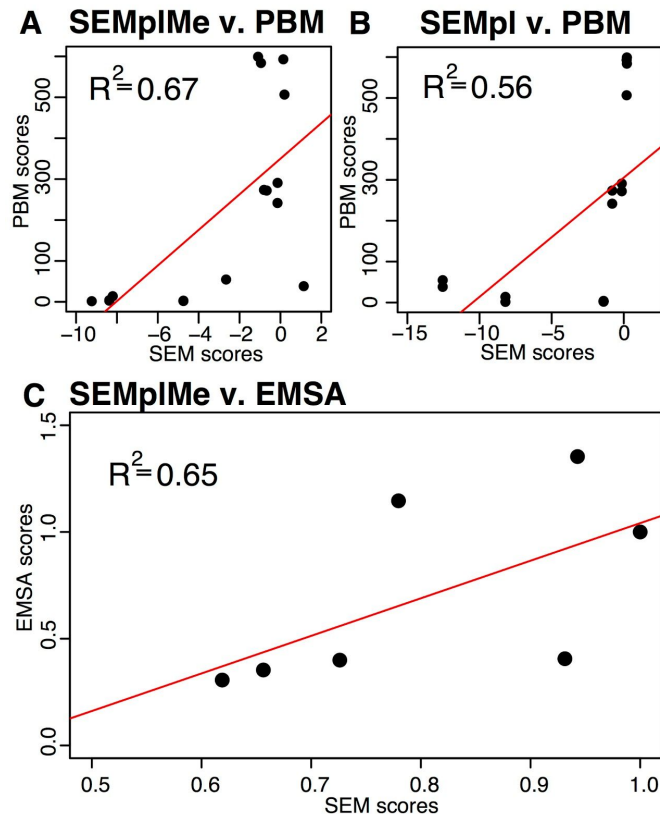 A SEMplMe v. PBM
R²=0.67
PBM scores
500
300
100
0
−10 −6 −4 −2 0 2
SEM scores
B SEMpl v. PBM
R²=0.56
PBM scores
500
300
100
0
−15 −10 −5 0
SEM scores
C SEMplMe v. EMSA
R²=0.65
EMSA scores
1.5
1.0
0.5
0.0
0.5 0.6 0.7 0.8 0.9 1.0
SEM scores